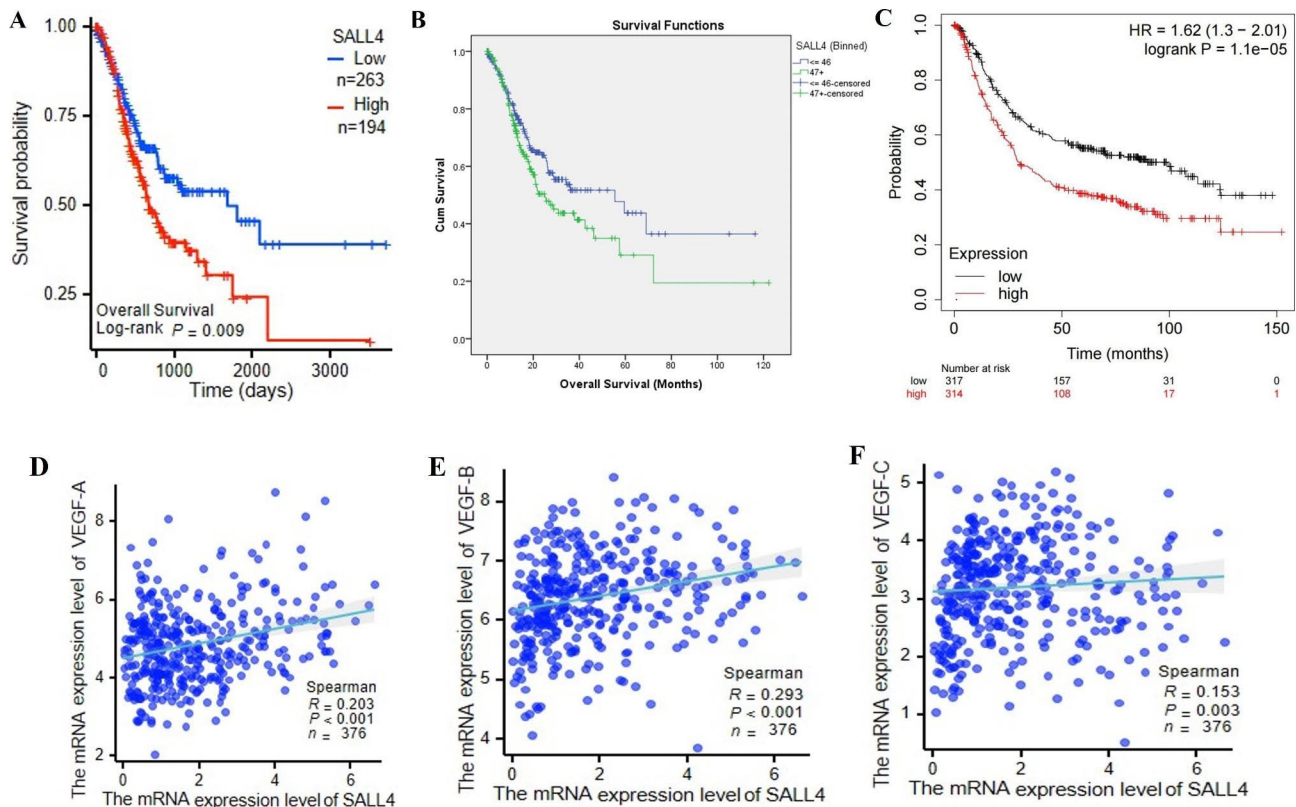 A
1.00
0.75
0.50
0.25
Survival probability
SALL4
Low
n=263
High
n=194
Overall Survival
Log-rank P = 0.009
0 1000 2000 3000
Time (days)
B
Survival Functions
1.0
0.8
0.6
0.4
0.2
0.0
Cum Survival
SALL4 (Binned)
<= 46
47+
<= 46-censored
47+-censored
0 20 40 60 80 100 120
Overall Survival (Months)
C
HR = 1.62 (1.3 − 2.01)
logrank P = 1.1e−05
1.0
0.8
0.6
0.4
0.2
0.0
Probability
Expression
low
high
0 50 100 150
Time (months)
Number at risk
low 317 157 31 0
high 314 108 17 1
D
The mRNA expression level of VEGF-A
8
6
4
2
Spearman
R = 0.203
P < 0.001
n = 376
0 2 4 6
The mRNA expression level of SALL4
E
The mRNA expression level of VEGF-B
8
7
6
5
4
Spearman
R = 0.293
P < 0.001
n = 376
0 2 4 6
The mRNA expression level of SALL4
F
The mRNA expression level of VEGF-C
5
4
3
2
1
Spearman
R = 0.153
P = 0.003
n = 376
0 2 4 6
The mRNA expression level of SALL4